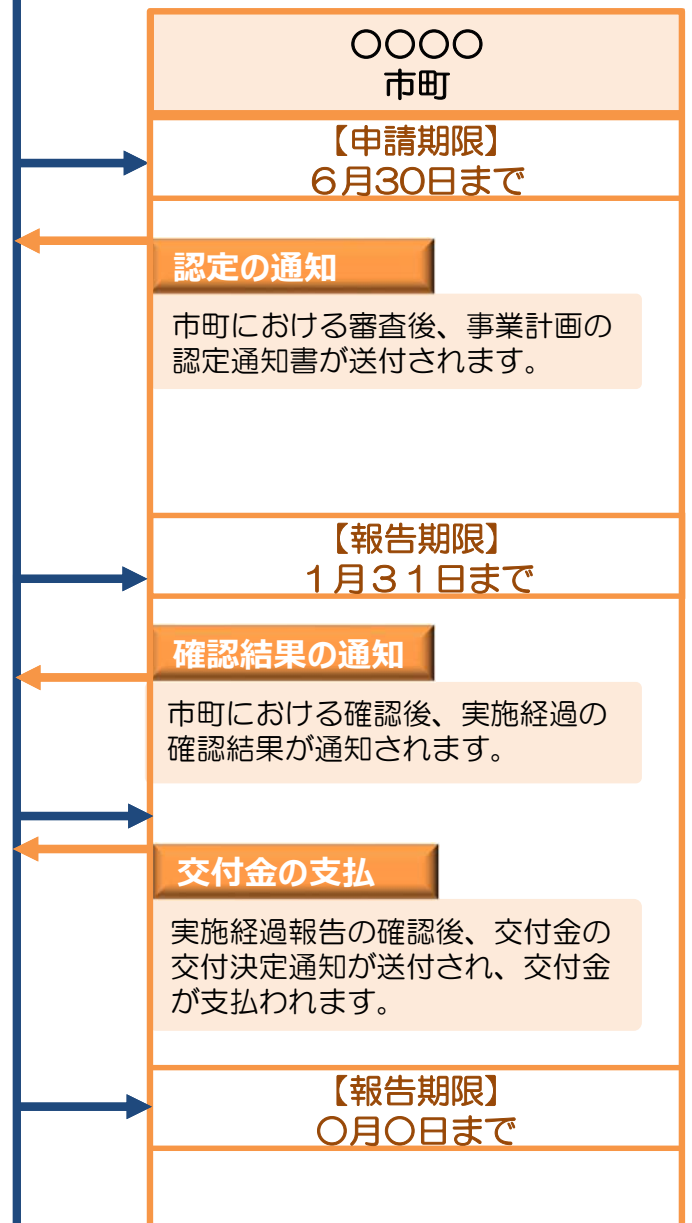 ○○○○
市町
【申請期限】
６月30日まで
認定の通知
市町における審査後、事業計画の
認定通知書が送付されます。
【報告期限】
１月３１日まで
確認結果の通知
市町における確認後、実施経過の
確認結果が通知されます。
交付金の支払
実施経過報告の確認後、交付金の
交付決定通知が送付され、交付金
が支払われます。
【報告期限】
○月○日まで